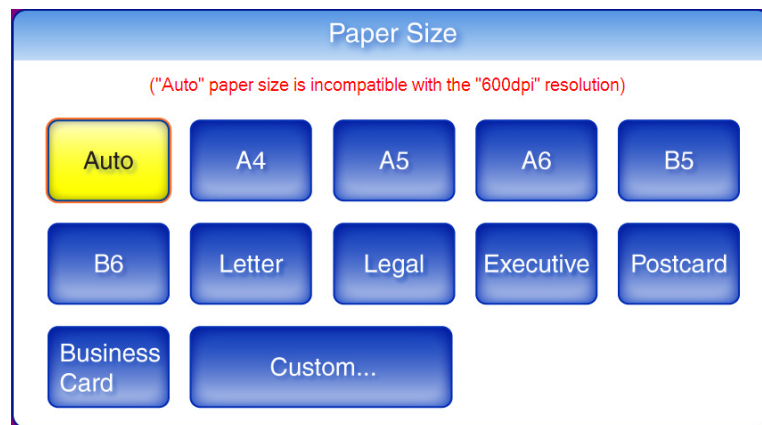 Paper Size
("Auto" paper size is incompatible with the "600dpi" resolution)
Auto A4 A5 A6 B5
B6 Letter Legal Executive Postcard
Business
Card
Custom...